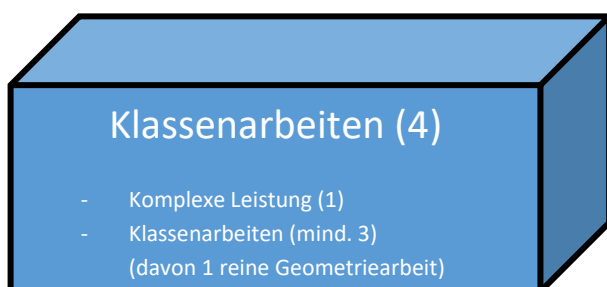 Klassenarbeiten (4)
- Komplexe Leistung (1)
- Klassenarbeiten (mind. 3)
(davon 1 reine Geometriearbeit)